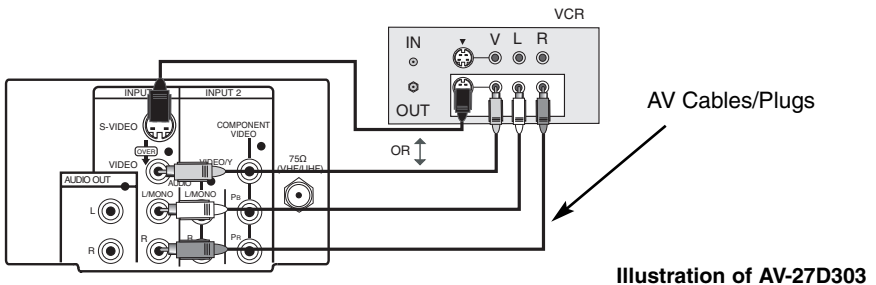 VCR
IN
V L R
OUT
AV Cables/Plugs
OR
INPUT
INPUT 2
S-VIDEO
COMPONENT
VIDEO
OVER
VIDEO
VIDEO/Y
75Ω
(VHF/UHF)
AUDIO OUT
AUDIO
L/MONO
L/MONO
PB
L
R
R
R
PR
Illustration of AV-27D303